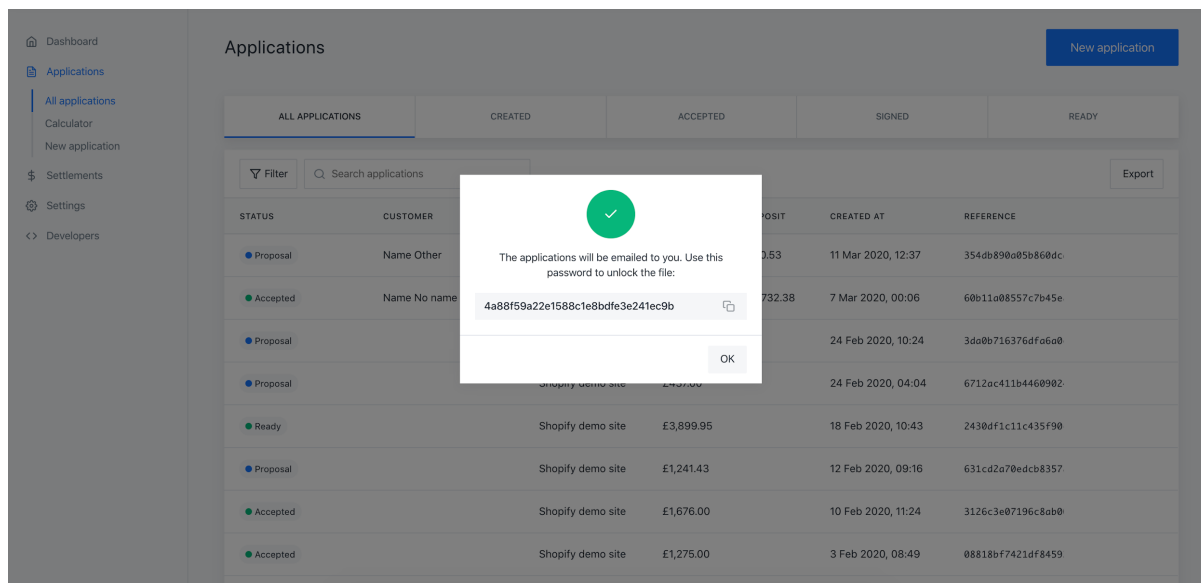 Dashboard
Applications
All applications
Calculator
New application
Settlements
Settings
Developers
Applications
New application
ALL APPLICATIONS CREATED ACCEPTED SIGNED READY
Filter Search applications Export
STATUS CUSTOMER CREATED AT REFERENCE
Proposal Name Other 11 Mar 2020, 12:37 354db890a05b860dc
Accepted Name No name 732.38 7 Mar 2020, 00:06 60b11a08557c7b45e
Proposal 24 Feb 2020, 10:24 3da0b716376dfa6a0
Proposal Shopify demo site 24 Feb 2020, 04:04 6712ac411b4460902
Ready Shopify demo site £3,899.95 18 Feb 2020, 10:43 2430df1c11c435f90
Proposal Shopify demo site £1,241.43 12 Feb 2020, 09:16 631cd2a70edcb8357
Accepted Shopify demo site £1,676.00 10 Feb 2020, 11:24 3126c3e07196c8ab0
Accepted Shopify demo site £1,275.00 3 Feb 2020, 08:49 08818bf7421df8459
The applications will be emailed to you. Use this
password to unlock the file:
4a88f59a22e1588c1e8bdfe3e241ec9b
OK